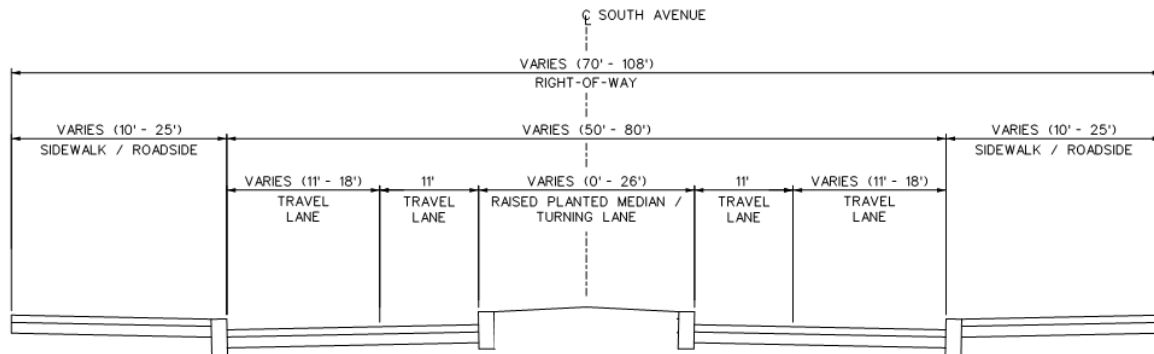 ℄ SOUTH AVENUE
VARIES (70' - 108')
RIGHT-OF-WAY
VARIES (10' - 25')
SIDEWALK / ROADSIDE
VARIES (50' - 80')
VARIES (10' - 25')
SIDEWALK / ROADSIDE
VARIES (11' - 18')
TRAVEL
LANE
11'
TRAVEL
LANE
VARIES (0' - 26')
RAISED PLANTED MEDIAN /
TURNING LANE
11'
TRAVEL
LANE
VARIES (11' - 18')
TRAVEL
LANE